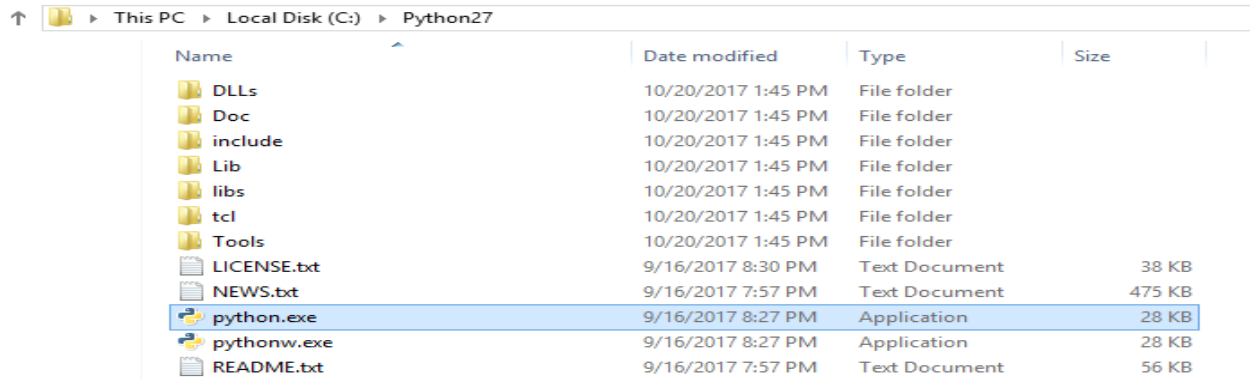 This PC Local Disk (C:) Python27
Name Date modified Type Size
DLLs 10/20/2017 1:45 PM File folder
Doc 10/20/2017 1:45 PM File folder
include 10/20/2017 1:45 PM File folder
Lib 10/20/2017 1:45 PM File folder
libs 10/20/2017 1:45 PM File folder
tcl 10/20/2017 1:45 PM File folder
Tools 10/20/2017 1:45 PM File folder
LICENSE.txt 9/16/2017 8:30 PM Text Document 38 KB
NEWS.txt 9/16/2017 7:57 PM Text Document 475 KB
python.exe 9/16/2017 8:27 PM Application 28 KB
pythonw.exe 9/16/2017 8:27 PM Application 28 KB
README.txt 9/16/2017 7:57 PM Text Document 56 KB